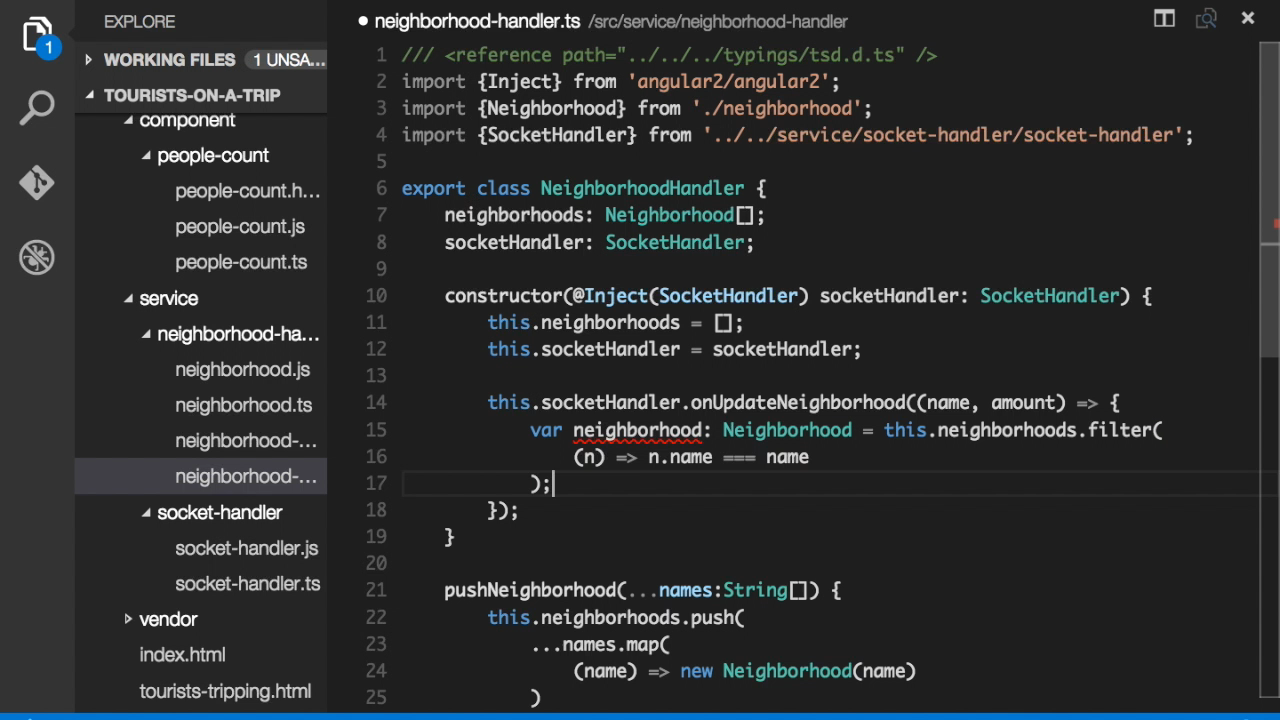 EXPLORE
WORKING FILES 1 UNSA...
TOURISTS-ON-A-TRIP
component
people-count
people-count.h...
people-count.js
people-count.ts
service
neighborhood-ha...
neighborhood.js
neighborhood.ts
neighborhood-...
neighborhood-...
socket-handler
socket-handler.js
socket-handler.ts
vendor
index.html
tourists-tripping.html
1
neighborhood-handler.ts /src/service/neighborhood-handler
1 /// <reference path="../../../typings/tsd.d.ts" />
2 import {Inject} from 'angular2/angular2';
3 import {Neighborhood} from './neighborhood';
4 import {SocketHandler} from '../../service/socket-handler/socket-handler';
5
6 export class NeighborhoodHandler {
7 neighborhoods: Neighborhood[];
8 socketHandler: SocketHandler;
9
10 constructor(@Inject(SocketHandler) socketHandler: SocketHandler) {
11 this.neighborhoods = [];
12 this.socketHandler = socketHandler;
13
14 this.socketHandler.onUpdateNeighborhood((name, amount) => {
15 var neighborhood: Neighborhood = this.neighborhoods.filter(
16 (n) => n.name === name
17 );
18 });
19 }
20
21 pushNeighborhood(...names:String[]) {
22 this.neighborhoods.push(
23 ...names.map(
24 (name) => new Neighborhood(name)
25 )